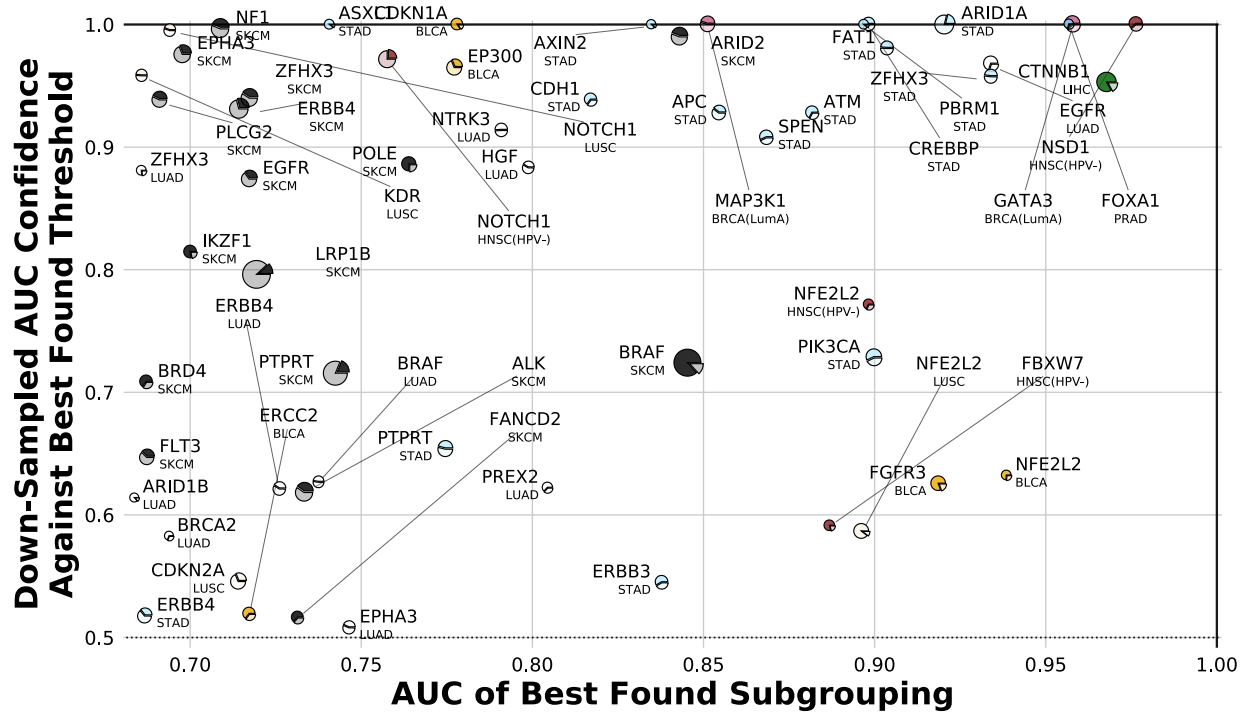 Down-Sampled AUC Confidence
Against Best Found Threshold
1.0
0.9
0.8
0.7
0.6
0.5
NF1
SKCM
EPHA3
SKCM
ASXL1
STAD
CDKN1A
BLCA
EP300
BLCA
ZFHX3
SKCM
ERBB4
SKCM
PLCG2
SKCM
ZFHX3
LUAD
EGFR
SKCM
POLE
SKCM
KDR
LUSC
NTRK3
LUAD
HGF
LUAD
NOTCH1
HNSC(HPV-)
AXIN2
STAD
CDH1
STAD
NOTCH1
LUSC
ARID2
SKCM
APC
STAD
SPEN
STAD
ATM
STAD
MAP3K1
BRCA(LumA)
FAT1
STAD
ZFHX3
STAD
ARID1A
STAD
PBRM1
STAD
CREBBP
STAD
CTNNB1
LIHC
EGFR
LUAD
NSD1
HNSC(HPV-)
GATA3
BRCA(LumA)
FOXA1
PRAD
IKZF1
SKCM
LRP1B
SKCM
ERBB4
LUAD
NFE2L2
HNSC(HPV-)
PIK3CA
STAD
BRAF
SKCM
BRD4
SKCM
PTPRT
SKCM
BRAF
LUAD
ALK
SKCM
NFE2L2
LUSC
FBXW7
HNSC(HPV-)
ERCC2
BLCA
FANCD2
SKCM
PTPRT
STAD
FLT3
SKCM
PREX2
LUAD
FGFR3
BLCA
NFE2L2
BLCA
ARID1B
LUAD
BRCA2
LUAD
CDKN2A
LUSC
ERBB3
STAD
ERBB4
STAD
EPHA3
LUAD
0.70
0.75
0.80
0.85
0.90
0.95
1.00
AUC of Best Found Subgrouping